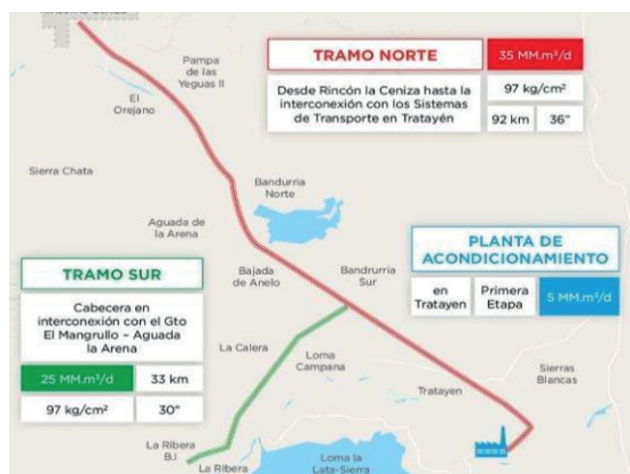 Pampa
de las
Yeguas II
El
Orejano
Sierra Chata
Bandurria
Norte
Aguada de
la Arena
Bajada
de Anelo
Bandrurria
Sur
La Calera
Loma
Campana
Tratayen
Sierras
Blancas
La Ribera
B.I
La Ribera
Loma la
Lata-Sierra
TRAMO NORTE
35 MM.m³/d
Desde Rincón la Ceniza hasta la
interconexión con los Sistemas
de Transporte en Tratayén
97 kg/cm²
92 km
36"
PLANTA DE
ACONDICIONAMIENTO
en
Tratayen
Primera
Etapa
5 MM.m³/d
TRAMO SUR
Cabecera en
interconexión con el Gto
El Mangrullo – Aguada
la Arena
25 MM.m³/d
33 km
97 kg/cm²
30"